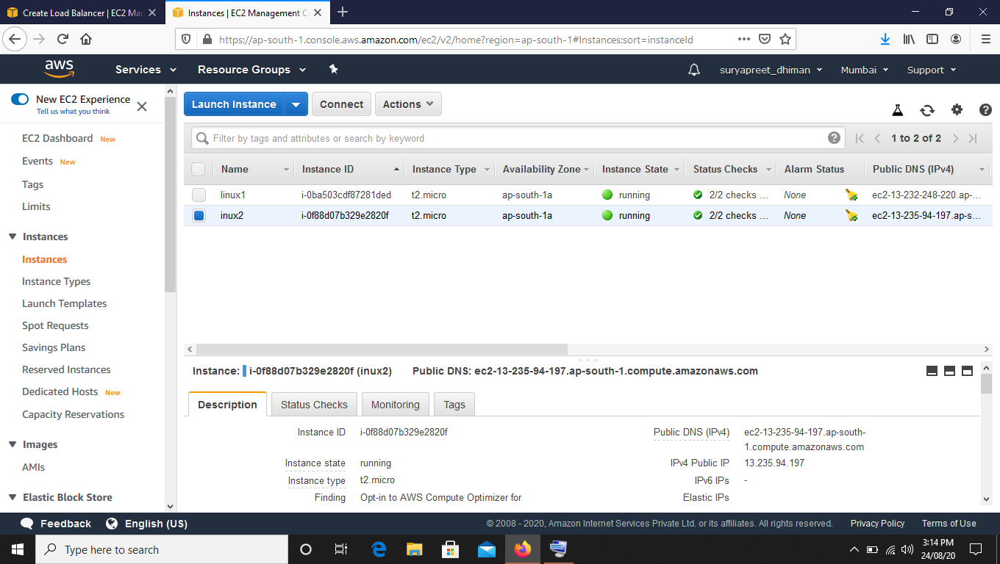 Create Load Balancer | EC2 Mar
Instances | EC2 Management C
https://ap-south-1.console.aws.amazon.com/ec2/v2/home?region=ap-south-1#Instances:sort=instanceId
aws
Services
Resource Groups
suryapreet_dhiman
Mumbai
Support
New EC2 Experience
Tell us what you think
EC2 Dashboard New
Events New
Tags
Limits
Instances
Instances
Instance Types
Launch Templates
Spot Requests
Savings Plans
Reserved Instances
Dedicated Hosts New
Capacity Reservations
Images
AMIs
Elastic Block Store
Launch Instance
Connect
Actions
Filter by tags and attributes or search by keyword
1 to 2 of 2
Name Instance ID Instance Type Availability Zone Instance State Status Checks Alarm Status Public DNS (IPv4)
linux1 i-0ba503cdf87281ded t2.micro ap-south-1a running 2/2 checks ... None ec2-13-232-248-220.ap-...
inux2 i-0f88d07b329e2820f t2.micro ap-south-1a running 2/2 checks ... None ec2-13-235-94-197.ap-s...
Instance: i-0f88d07b329e2820f (inux2) Public DNS: ec2-13-235-94-197.ap-south-1.compute.amazonaws.com
Description Status Checks Monitoring Tags
Instance ID i-0f88d07b329e2820f
Public DNS (IPv4) ec2-13-235-94-197.ap-south-
1.compute.amazonaws.com
Instance state running
IPv4 Public IP 13.235.94.197
Instance type t2.micro
IPv6 IPs -
Finding Opt-in to AWS Compute Optimizer for
Elastic IPs
Feedback
English (US)
© 2008 - 2020, Amazon Internet Services Private Ltd. or its affiliates. All rights reserved.
Privacy Policy
Terms of Use
Type here to search
3:14 PM
24/08/20